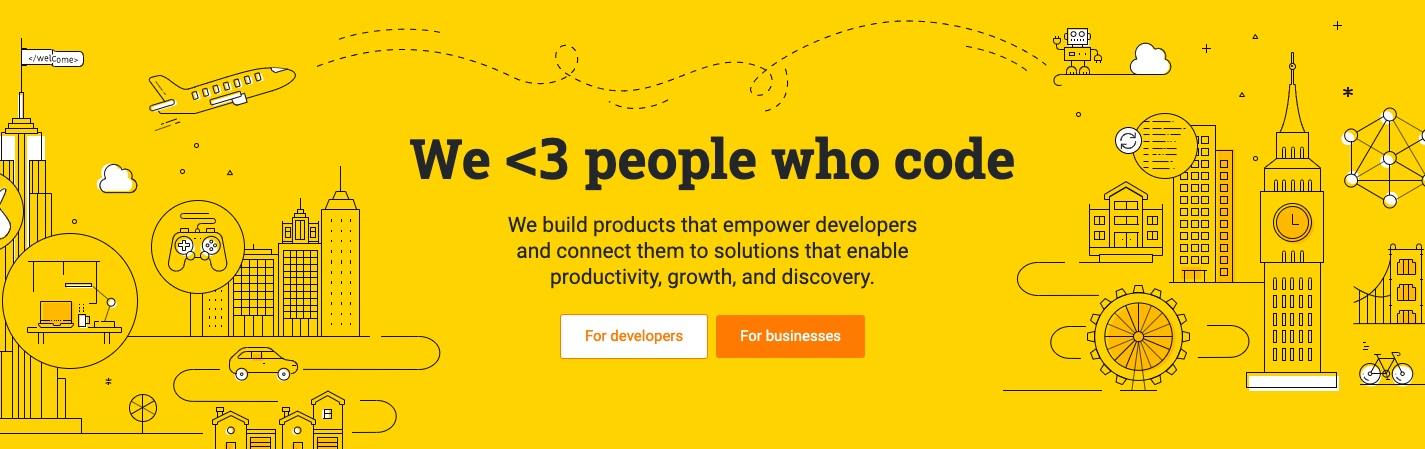 </welcome>
We <3 people who code
We build products that empower developers
and connect them to solutions that enable
productivity, growth, and discovery.
For developers
For businesses